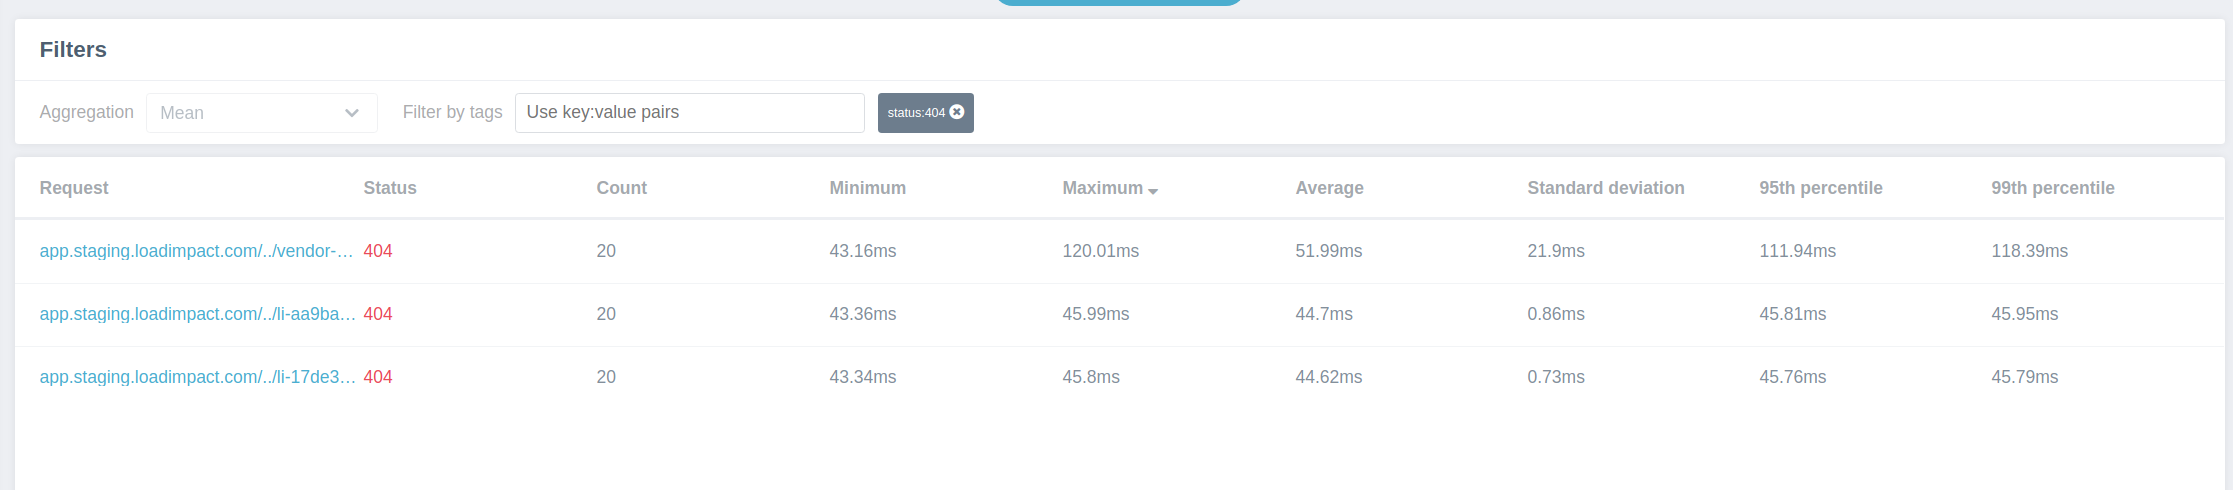 Filters
Aggregation Mean Filter by tags Use key:value pairs status:404
Request Status Count Minimum Maximum Average Standard deviation 95th percentile 99th percentile
app.staging.loadimpact.com/../vendor-... 404 20 43.16ms 120.01ms 51.99ms 21.9ms 111.94ms 118.39ms
app.staging.loadimpact.com/../li-aa9ba... 404 20 43.36ms 45.99ms 44.7ms 0.86ms 45.81ms 45.95ms
app.staging.loadimpact.com/../li-17de3... 404 20 43.34ms 45.8ms 44.62ms 0.73ms 45.76ms 45.79ms